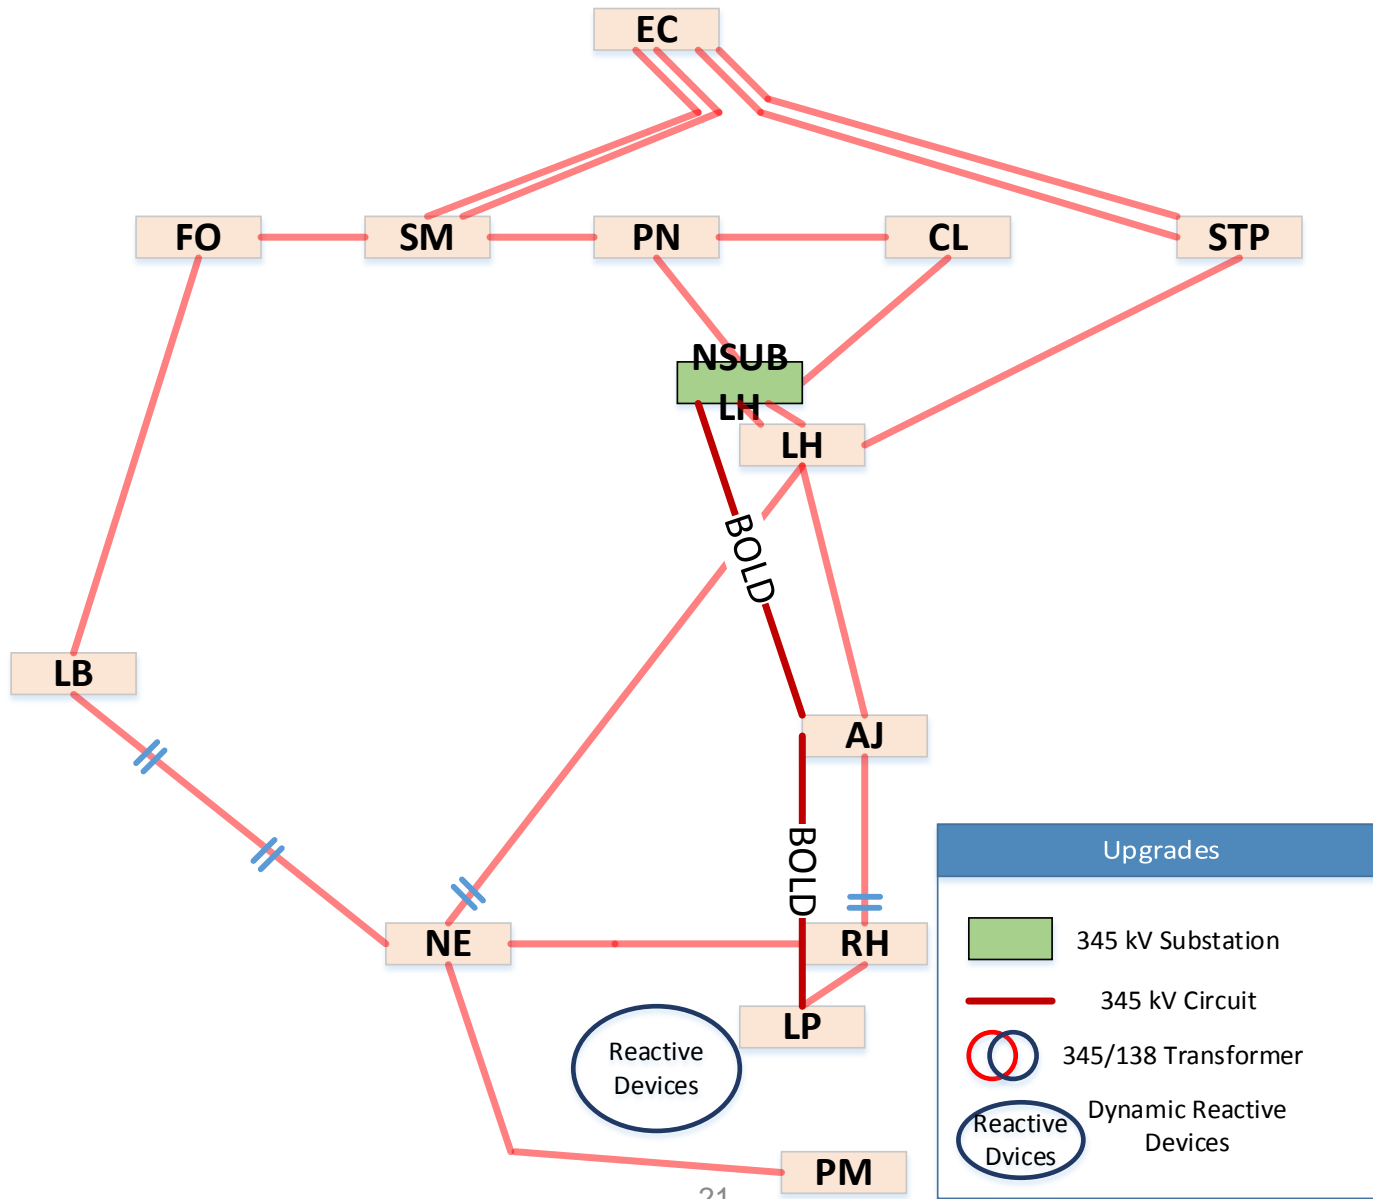 EC
FO
SM
PN
CL
STP
NSUB
LH
LH
BOLD
LB
AJ
BOLD
NE
RH
LP
Reactive
Devices
PM
21
Upgrades
345 kV Substation
345 kV Circuit
345/138 Transformer
Reactive
Dvices
Dynamic Reactive
Devices